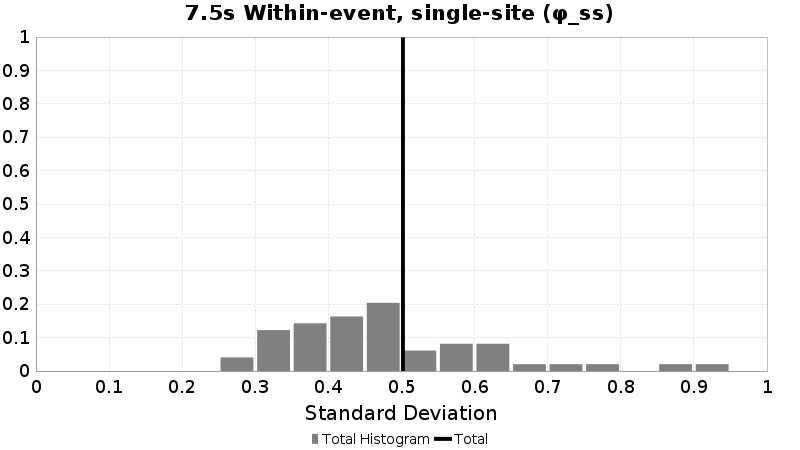 7.5s Within-event, single-site (φ_ss)
1
0.9
0.8
0.7
0.6
0.5
0.4
0.3
0.2
0.1
0
0 0.1 0.2 0.3 0.4 0.5 0.6 0.7 0.8 0.9 1
Standard Deviation
Total Histogram Total